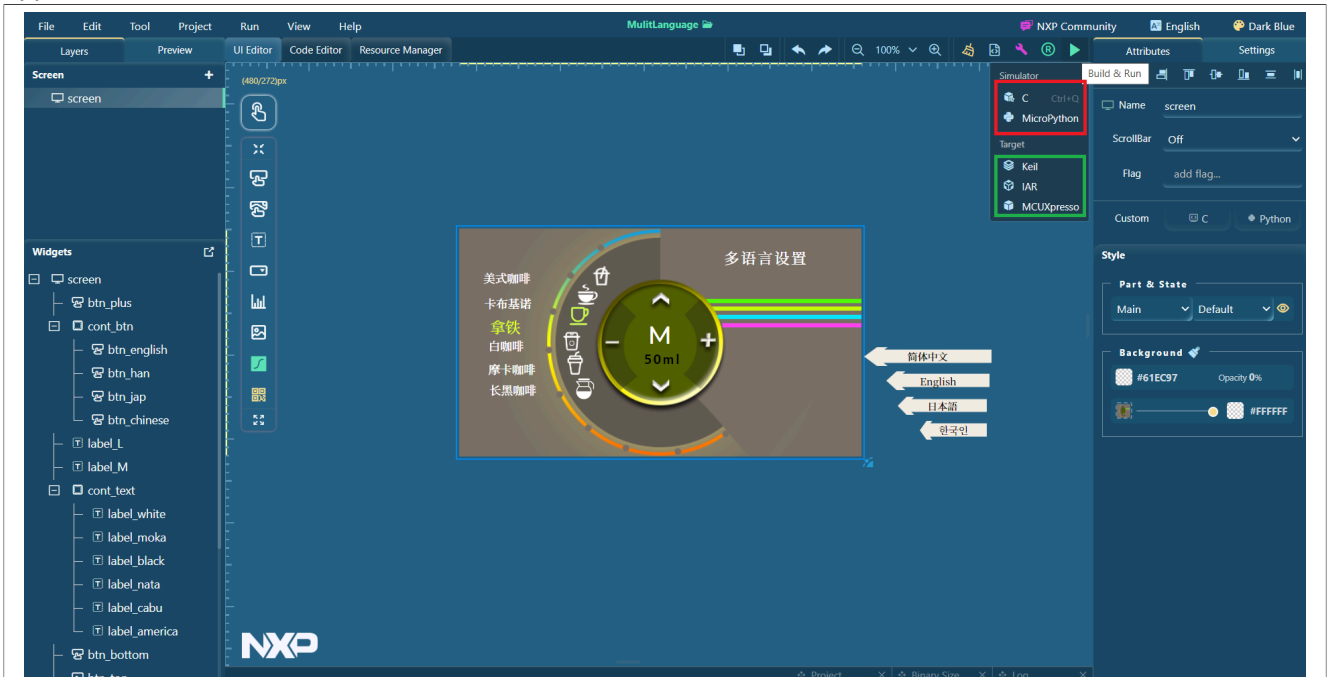 File Edit Tool Project Run View Help MulitLanguage NXP Community English Dark Blue
Layers Preview UI Editor Code Editor Resource Manager 100% Attributes Settings
Screen +
screen
(480/272)px
Simulator
C Ctrl+Q
MicroPython
Target
Keil
IAR
MCUXpresso
Build & Run
Name screen
ScrollBar Off
Flag add flag...
Custom C Python
Style
Part & State
Main Default
Background
#61EC97 Opacity 0%
#FFFFFF
Widgets
screen
btn_plus
cont_btn
btn_english
btn_han
btn_jap
btn_chinese
label_L
label_M
cont_text
label_white
label_moka
label_black
label_nata
label_cabu
label_america
btn_bottom
多语言设置
美式咖啡
卡布基诺
拿铁
白咖啡
摩卡咖啡
长黑咖啡
M
50ml
简体中文
English
日本語
한국인
NXP
Project Binary Size Log